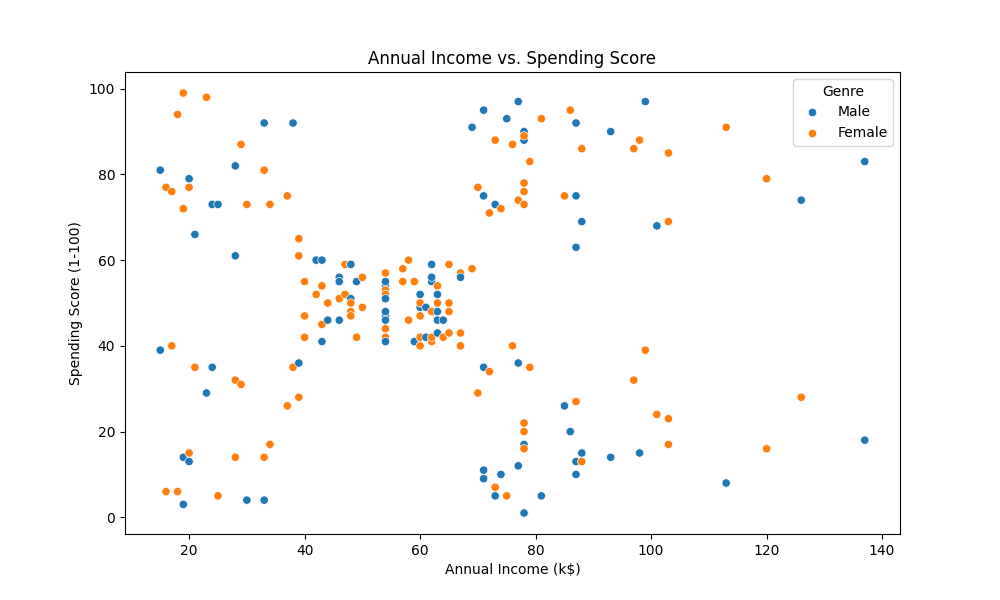 Annual Income vs. Spending Score
Genre
Male
Female
Spending Score (1-100)
100
80
60
40
20
0
20 40 60 80 100 120 140
Annual Income (k$)